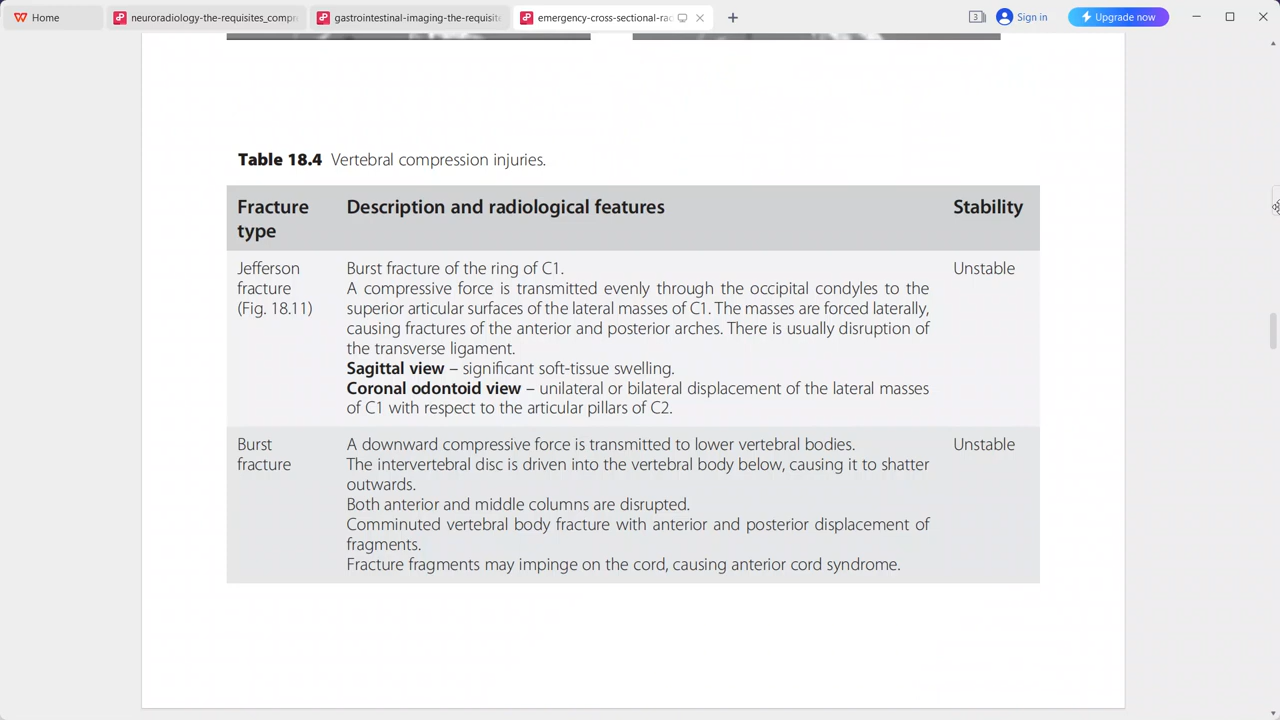 Home
neuroradiology-the-requisites_compr
gastrointestinal-imaging-the-requisite
emergency-cross-sectional-rad
3
Sign in
Upgrade now
Table 18.4 Vertebral compression injuries.
Fracture type
Description and radiological features
Stability
Jefferson
fracture
(Fig. 18.11)
Burst fracture of the ring of C1.
A compressive force is transmitted evenly through the occipital condyles to the
superior articular surfaces of the lateral masses of C1. The masses are forced laterally,
causing fractures of the anterior and posterior arches. There is usually disruption of
the transverse ligament.
Sagittal view – significant soft-tissue swelling.
Coronal odontoid view – unilateral or bilateral displacement of the lateral masses
of C1 with respect to the articular pillars of C2.
Unstable
Burst
fracture
A downward compressive force is transmitted to lower vertebral bodies.
The intervertebral disc is driven into the vertebral body below, causing it to shatter
outwards.
Both anterior and middle columns are disrupted.
Comminuted vertebral body fracture with anterior and posterior displacement of
fragments.
Fracture fragments may impinge on the cord, causing anterior cord syndrome.
Unstable